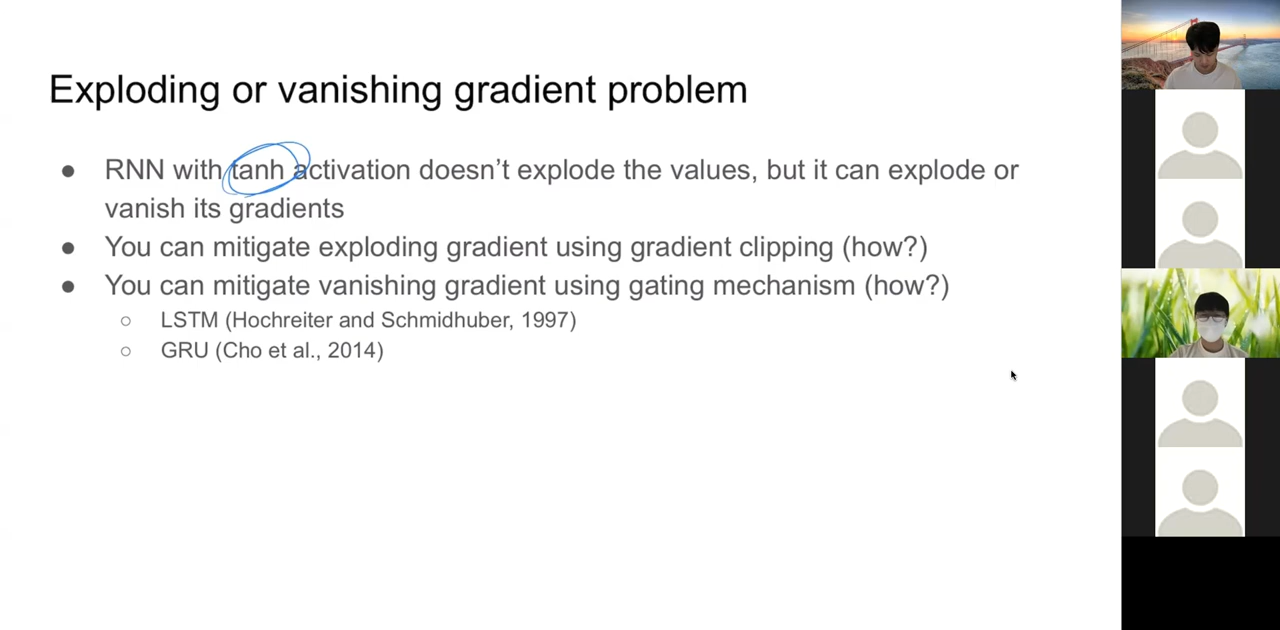 Exploding or vanishing gradient problem
● RNN with tanh activation doesn’t explode the values, but it can explode or
vanish its gradients
● You can mitigate exploding gradient using gradient clipping (how?)
● You can mitigate vanishing gradient using gating mechanism (how?)
○ LSTM (Hochreiter and Schmidhuber, 1997)
○ GRU (Cho et al., 2014)